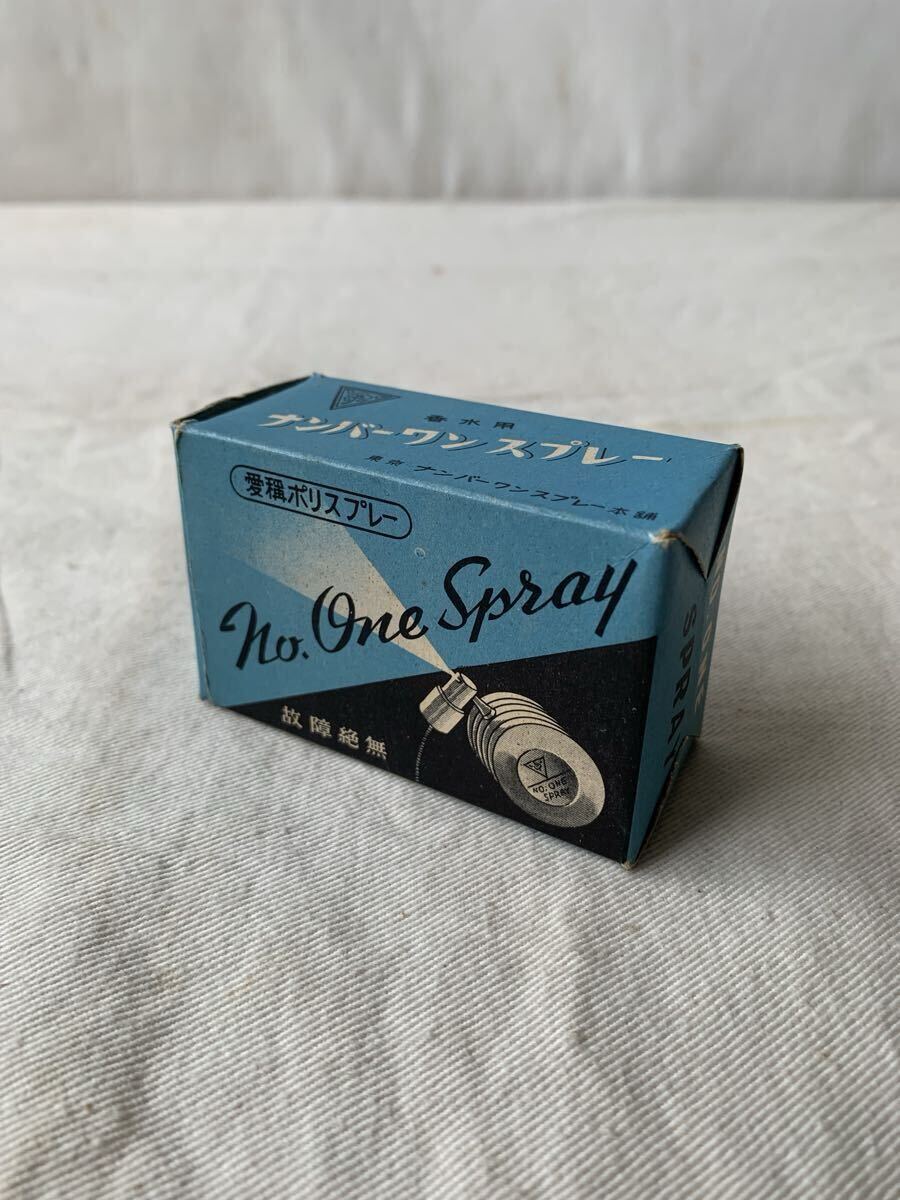 香水用
ナンバーワン スプレー
東京 ナンバーワンスプレー本舗
愛稱ポリスプレー
No. One Spray
故障絶無
NO. ONE
SPRAY
SPRAY